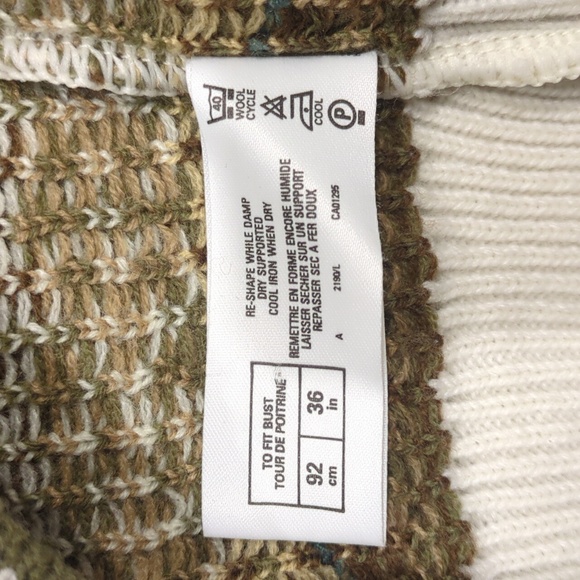 40
WOOL
CYCLE
COOL
P
RE-SHAPE WHILE DAMP
DRY SUPPORTED
COOL IRON WHEN DRY
REMETTRE EN FORME ENCORE HUMIDE
LAISSER SECHER SUR UN SUPPORT
REPASSER SEC A FER DOUX
A 2190/L CA01295
TO FIT BUST
TOUR DE POITRINE
92 36
cm in